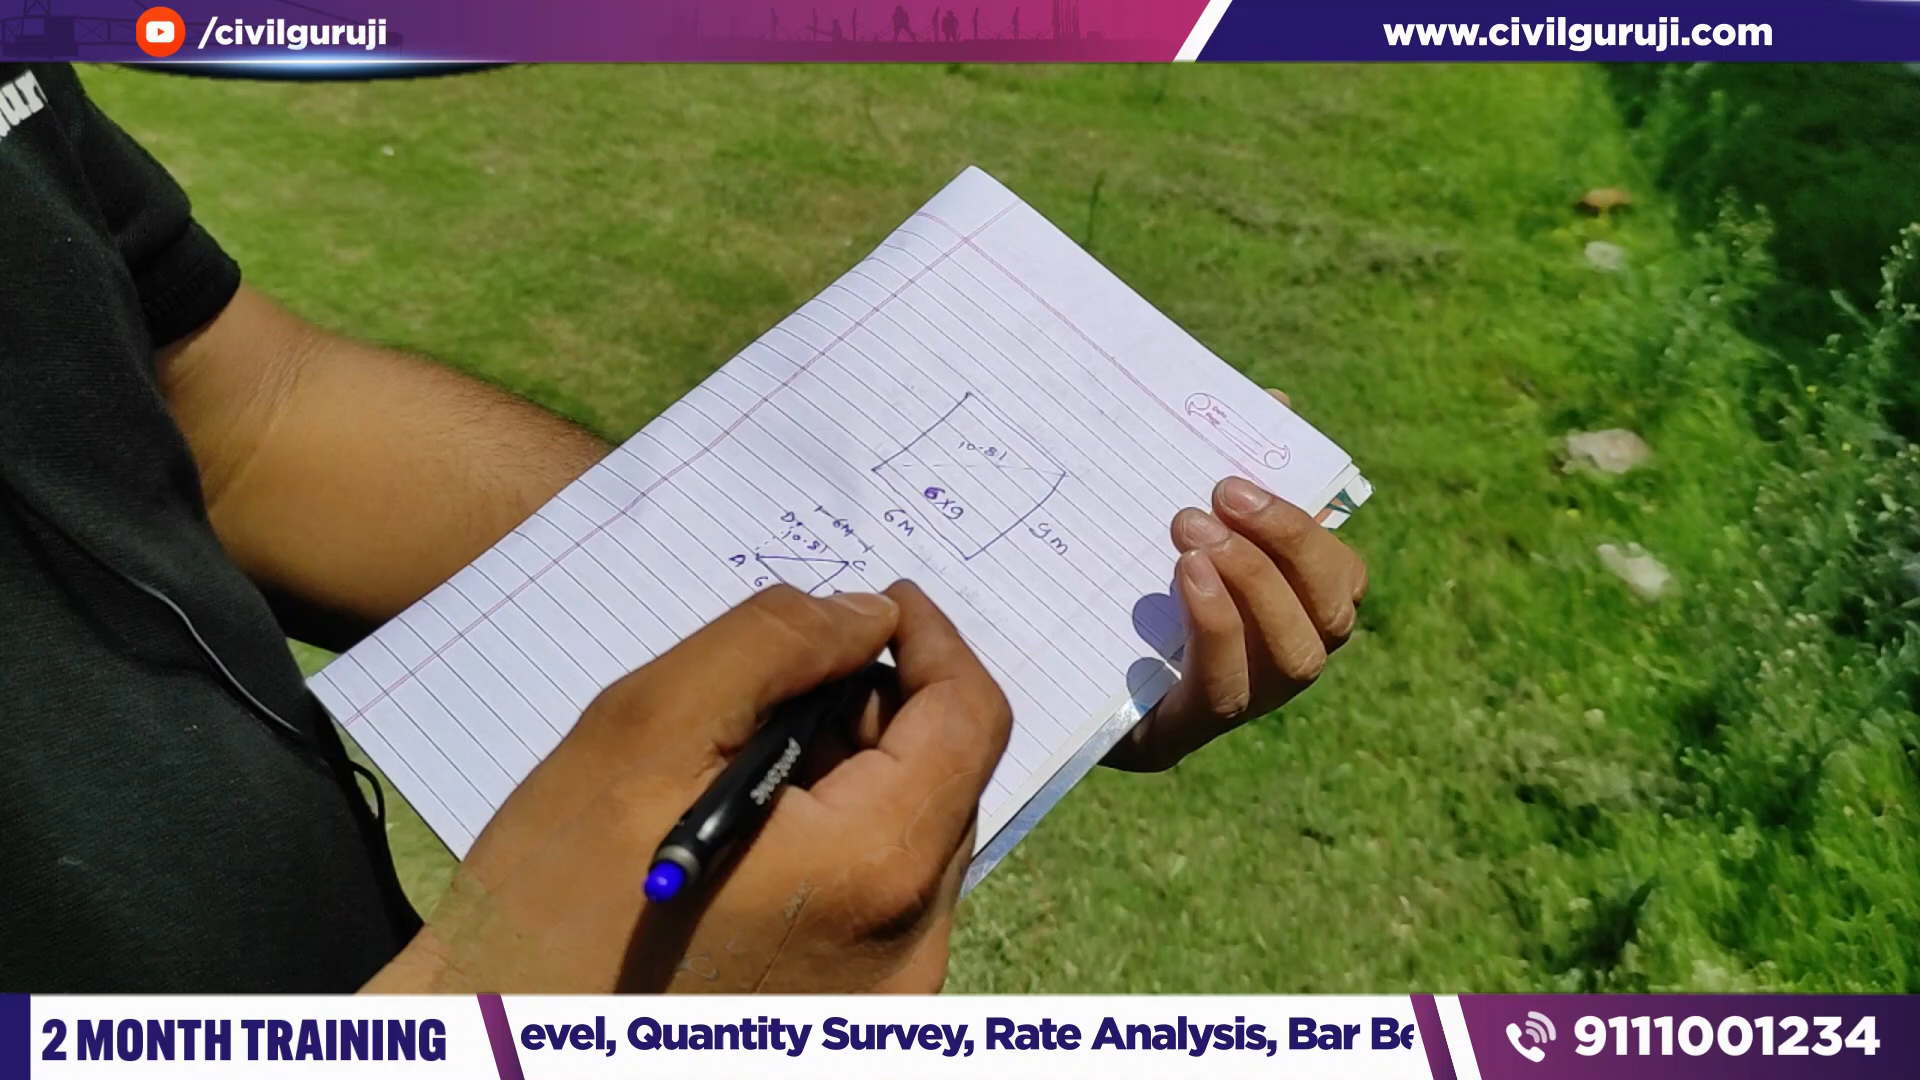 /civilguruji
www.civilguruji.com
10.81
6x9
6M
9M
D
10.81
A
C
pentonic
2 MONTH TRAINING
evel, Quantity Survey, Rate Analysis, Bar Be
9111001234